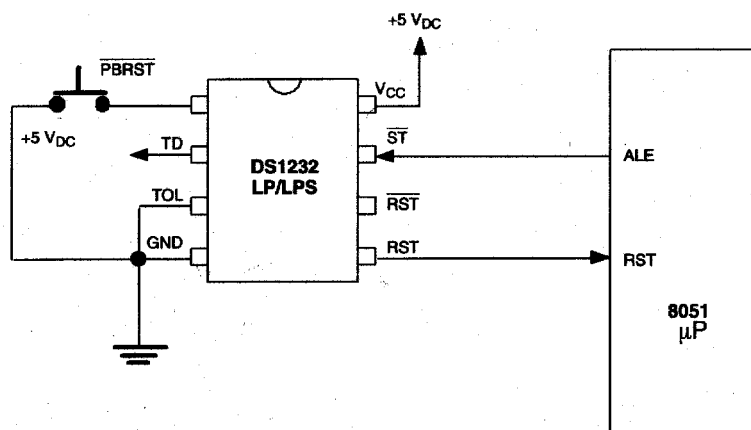 +5 VDC
PBRST
VCC
+5 VDC
TD
ST
ALE
DS1232
LP/LPS
TOL
RST
GND
RST
RST
8051
µP